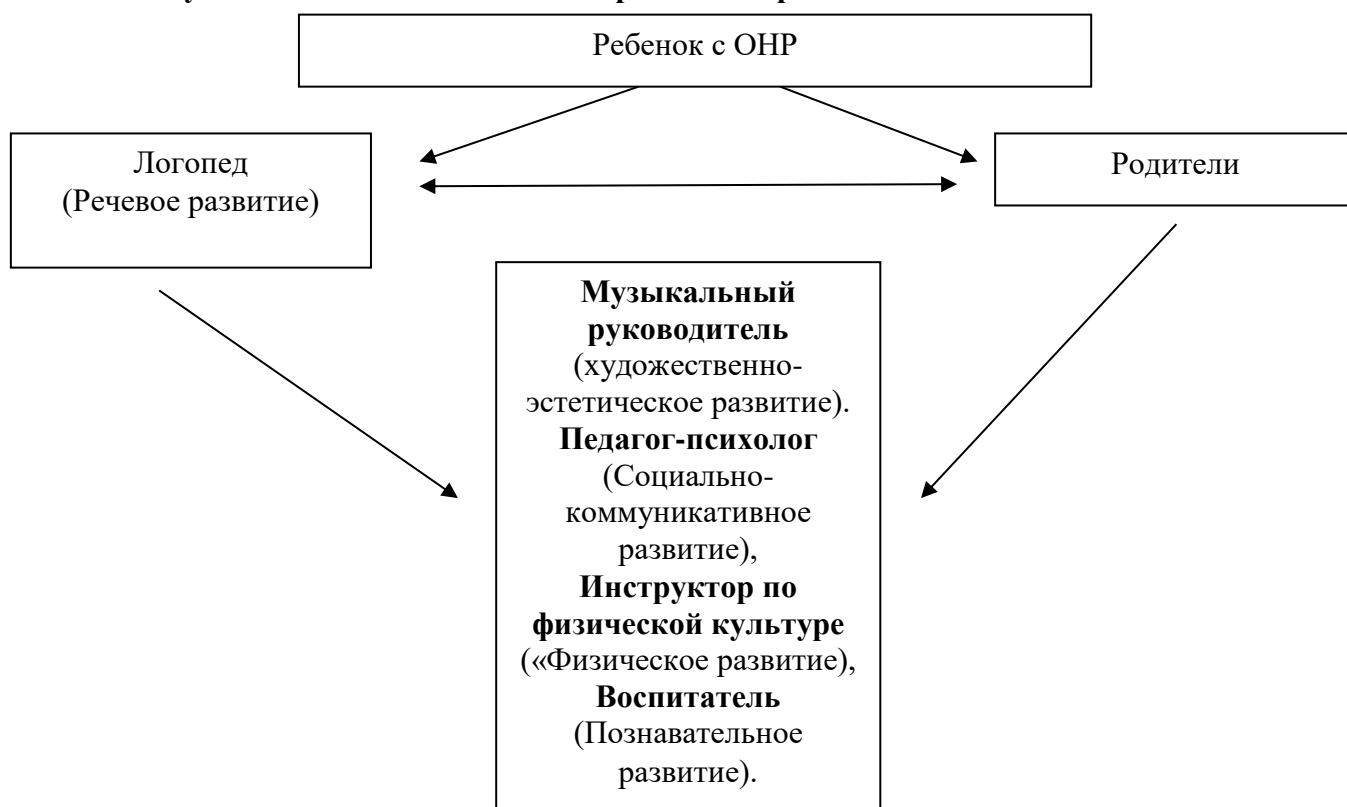 Ребенок с ОНР
Логопед
(Речевое развитие)
Родители
Музыкальный
руководитель
(художественно-
эстетическое развитие).
Педагог-психолог
(Социально-
коммуникативное
развитие),
Инструктор по
физической культуре
(«Физическое развитие),
Воспитатель
(Познавательное
развитие).